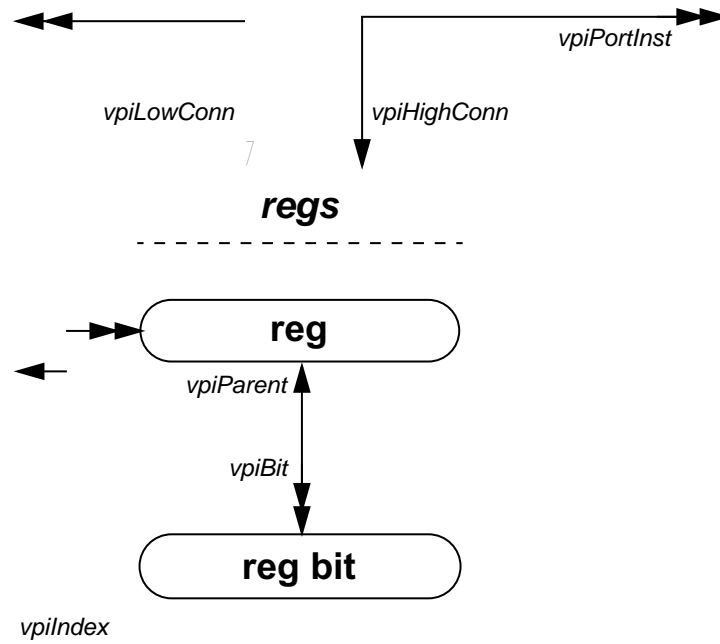 vpiPortInst
vpiLowConn
vpiHighConn
regs
reg
vpiParent
vpiBit
reg bit
vpiIndex